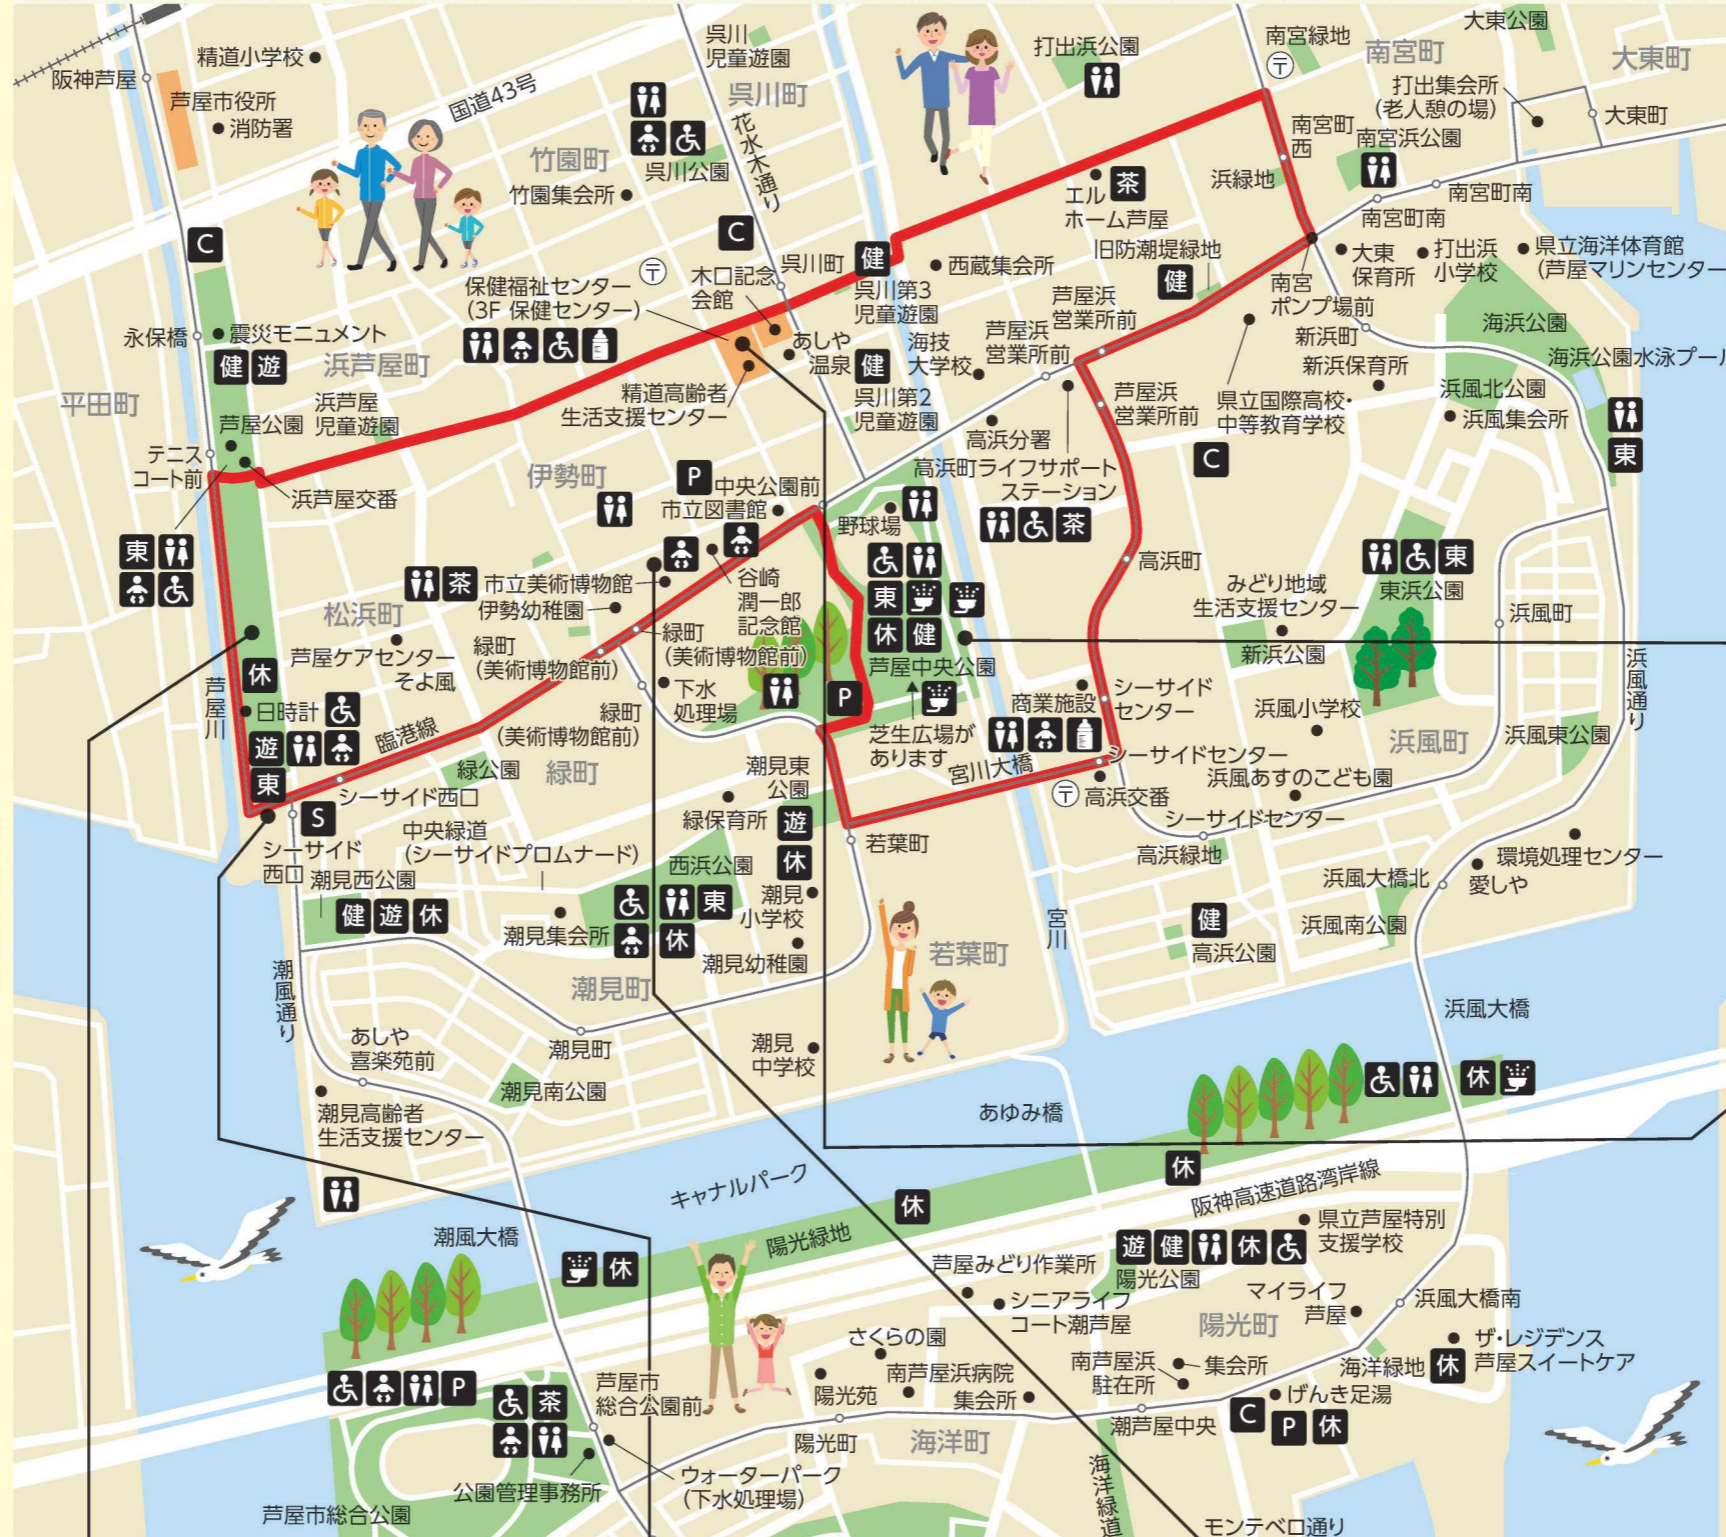 精道小学校
阪神芦屋
芦屋市役所
消防署
国道43号
呉川
児童遊園
呉川町
花水木通り
竹園町
竹園集会所
呉川公園
打出浜公園
南宮緑地
〒
南宮町
大東公園
大東町
打出集会所
(老人憩の場)
大東町
南宮町
西
南宮浜公園
浜緑地
エル
ホーム芦屋
茶
南宮町南
南宮町南
旧防潮堤緑地
健
大東
保育所
打出浜
小学校
県立海洋体育館
(芦屋マリンセンター
南宮
ポンプ場前
C
C
〒
保健福祉センター
(3F 保健センター)
木口記念
会館
呉川町
健
呉川第3
児童遊園
西蔵集会所
芦屋浜
営業所前
芦屋浜
営業所前
新浜町
新浜保育所
海浜公園
海浜公園水泳プール
永保橋
震災モニュメント
健
遊
浜芦屋町
平田町
あしや
温泉
健
呉川第2
児童遊園
海技
大学校
精道高齢者
生活支援センター
芦屋浜
営業所前
県立国際高校・
中等教育学校
浜風北公園
浜風集会所
東
芦屋公園
浜芦屋
児童遊園
テニス
コート前
浜芦屋交番
伊勢町
P
中央公園前
市立図書館
高浜分署
高浜町ライフサポート
ステーション
茶
C
野球場
東
休
健
芦屋中央公園
芝生広場が
あります
高浜町
東
茶
市立美術博物館
伊勢幼稚園
谷崎
潤一郎
記念館
松浜町
芦屋ケアセンター
そよ風
緑町
(美術博物館前)
緑町
(美術博物館前)
緑町
(美術博物館前)
下水
処理場
P
みどり地域
生活支援センター
新浜公園
東
東浜公園
浜風町
浜風通り
芦屋川
休
日時計
遊
東
臨港線
緑公園
緑町
商業施設
シーサイド
センター
シーサイドセンター
宮川大橋
〒
高浜交番
浜風小学校
浜風町
浜風東公園
浜風あすのこども園
シーサイドセンター
高浜緑地
シーサイド西口
S
シーサイド
西口
潮見西公園
健
遊
休
中央緑道
(シーサイドプロムナード)
潮見東
公園
緑保育所
遊
西浜公園
休
東
休
潮見
小学校
潮見集会所
潮見幼稚園
若葉町
若葉町
宮川
健
高浜公園
浜風大橋北
愛しや
環境処理センター
浜風南公園
潮見町
潮風通り
あしや
喜楽苑前
潮見町
潮見南公園
潮見
中学校
潮見高齢者
生活支援センター
浜風大橋
あゆみ橋
休
キャナルパーク
休
休
阪神高速道路湾岸線
陽光緑地
潮風大橋
休
県立芦屋特別
支援学校
遊
健
休
陽光公園
芦屋みどり作業所
シニアライフ
コート潮芦屋
マイライフ
芦屋
陽光町
浜風大橋南
ザ・レジデンス
芦屋スイートケア
海洋緑地
休
さくらの園
陽光苑
南芦屋浜病院
集会所
南芦屋浜
駐在所
集会所
げんき足湯
C
P
休
潮芦屋中央
P
茶
芦屋市
総合公園前
陽光町
海洋町
海洋緑道
ウォーターパーク
(下水処理場)
公園管理事務所
芦屋市総合公園
モンテベロ通り